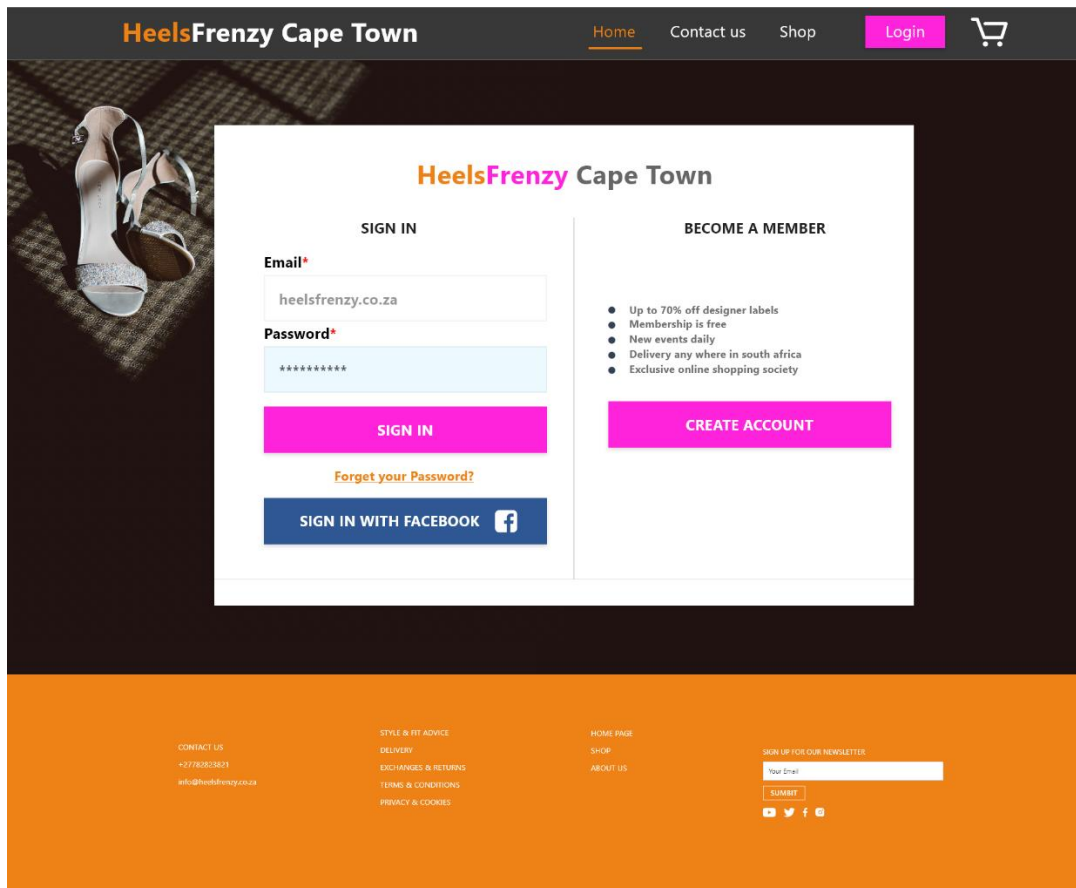 HeelsFrenzy Cape Town
Home Contact us Shop Login
HeelsFrenzy Cape Town
SIGN IN
Email*
heelsfrenzy.co.za
Password*
**********
SIGN IN
Forget your Password?
SIGN IN WITH FACEBOOK
BECOME A MEMBER
Up to 70% off designer labels
Membership is free
New events daily
Delivery any where in south africa
Exclusive online shopping society
CREATE ACCOUNT
CONTACT US
+27782823821
info@heelsfrenzy.co.za
STYLE & FIT ADVICE
DELIVERY
EXCHANGES & RETURNS
TERMS & CONDITIONS
PRIVACY & COOKIES
HOME PAGE
SHOP
ABOUT US
SIGN UP FOR OUR NEWSLETTER
Your Email
SUMBIT